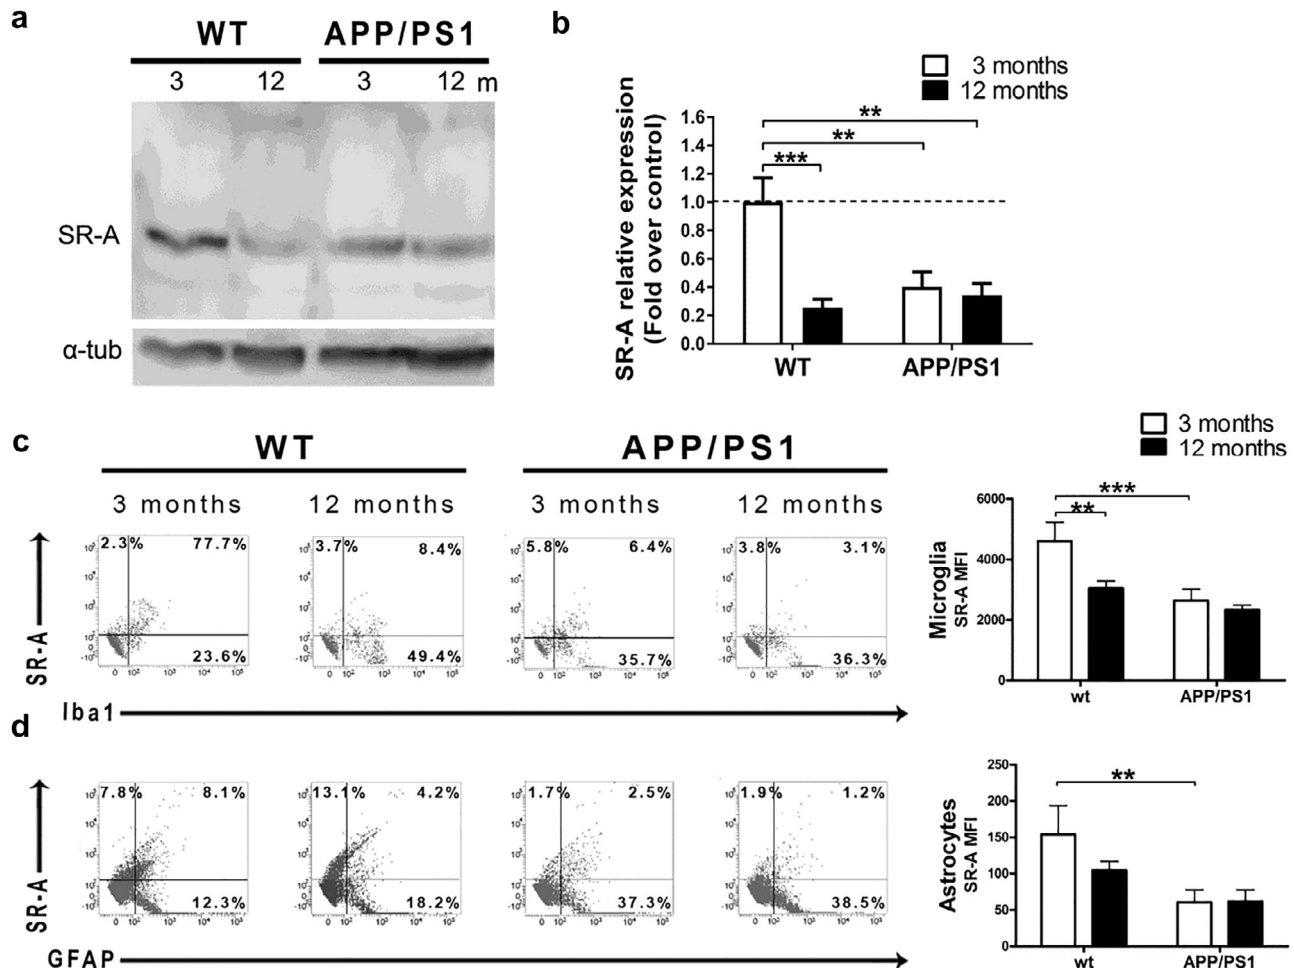 a
WT APP/PS1
3 12 3 12 m
SR-A
α-tub
b
3 months
12 months
SR-A relative expression
(Fold over control)
1.6
1.4
1.2
1.0
0.8
0.6
0.4
0.2
0.0
**
**
***
WT APP/PS1
c
WT APP/PS1
3 months 12 months 3 months 12 months
SR-A
2.3% 77.7% 3.7% 8.4% 5.8% 6.4% 3.8% 3.1%
23.6% 49.4% 35.7% 36.3%
Iba1
3 months
12 months
Microglia
SR-A MFI
6000
4000
2000
0
***
**
wt APP/PS1
d
SR-A
7.8% 8.1% 13.1% 4.2% 1.7% 2.5% 1.9% 1.2%
12.3% 18.2% 37.3% 38.5%
GFAP
Astrocytes
SR-A MFI
250
200
150
100
50
0
**
wt APP/PS1